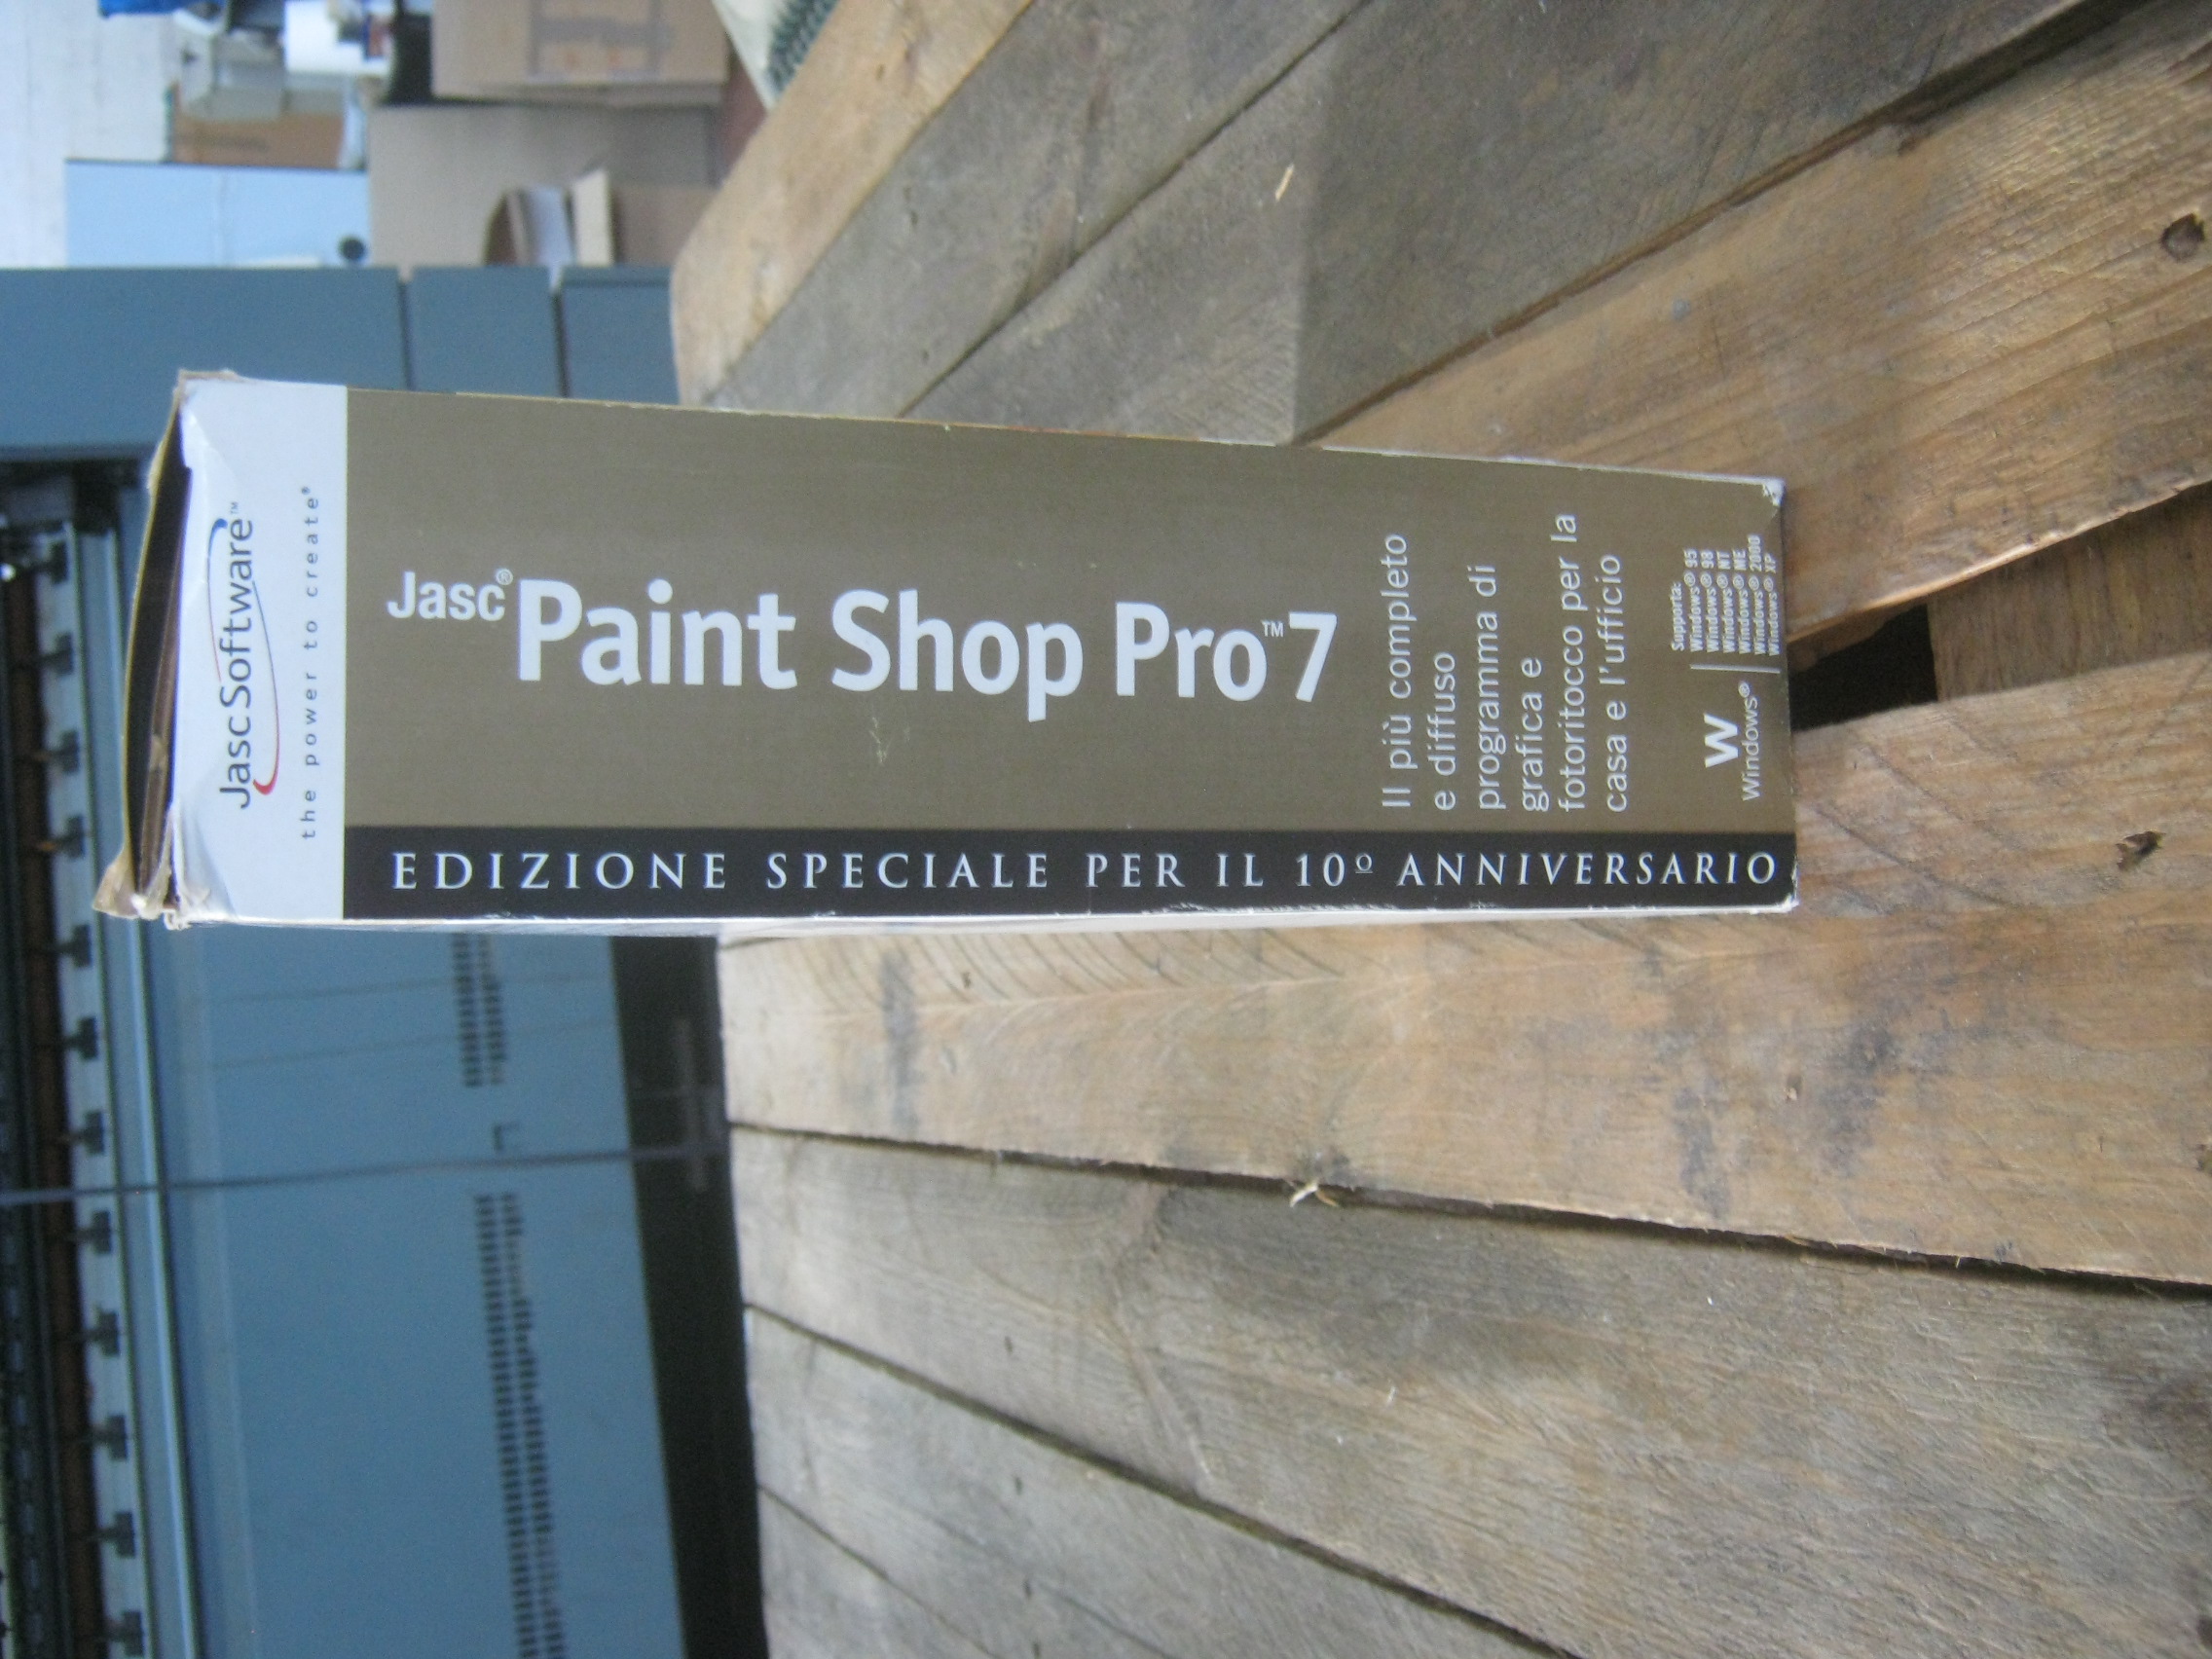 JascSoftware™
the power to create®
Jasc®
Paint Shop Pro™7
EDIZIONE SPECIALE PER IL 10º ANNIVERSARIO
Il più completo
e diffuso
programma di
grafica e
fotoritocco per la
casa e l'ufficio
W
Windows®
Supporta:
Windows® 95
Windows® 98
Windows® NT
Windows® ME
Windows® 2000
Windows® XP